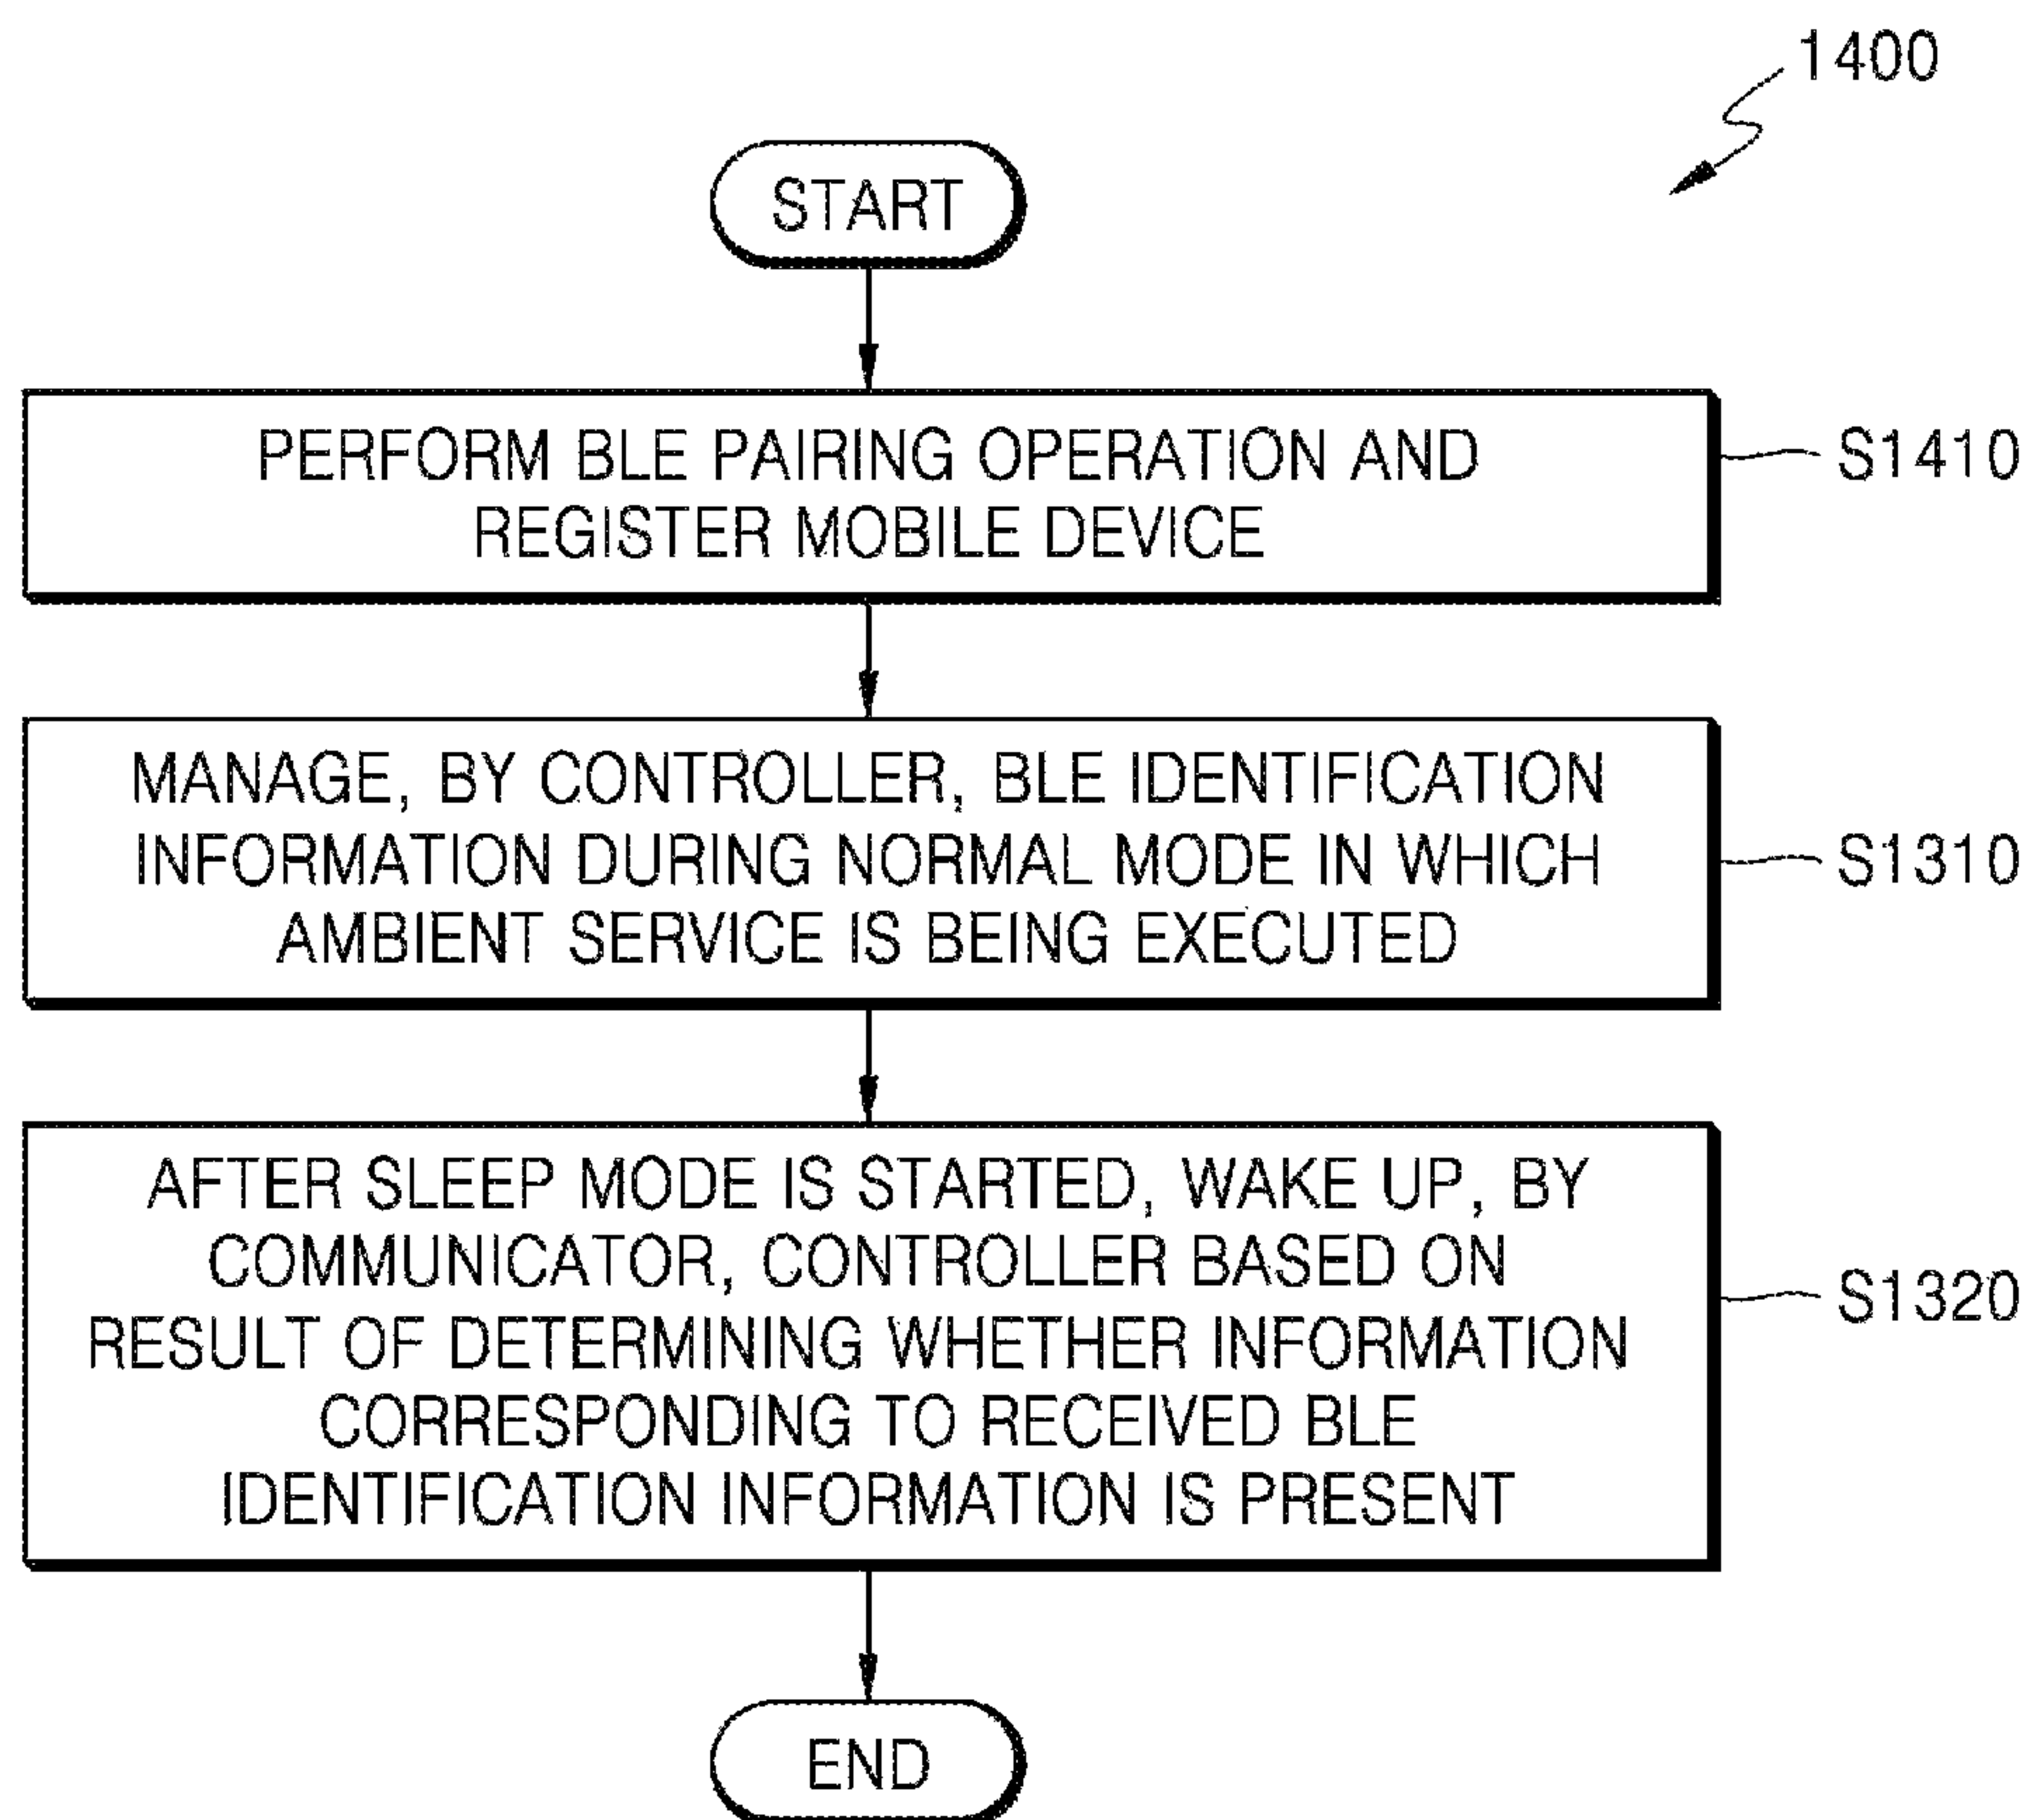 1400
START
PERFORM BLE PAIRING OPERATION AND
REGISTER MOBILE DEVICE
S1410
MANAGE, BY CONTROLLER, BLE IDENTIFICATION
INFORMATION DURING NORMAL MODE IN WHICH
AMBIENT SERVICE IS BEING EXECUTED
S1310
AFTER SLEEP MODE IS STARTED, WAKE UP, BY
COMMUNICATOR, CONTROLLER BASED ON
RESULT OF DETERMINING WHETHER INFORMATION
CORRESPONDING TO RECEIVED BLE
IDENTIFICATION INFORMATION IS PRESENT
S1320
END